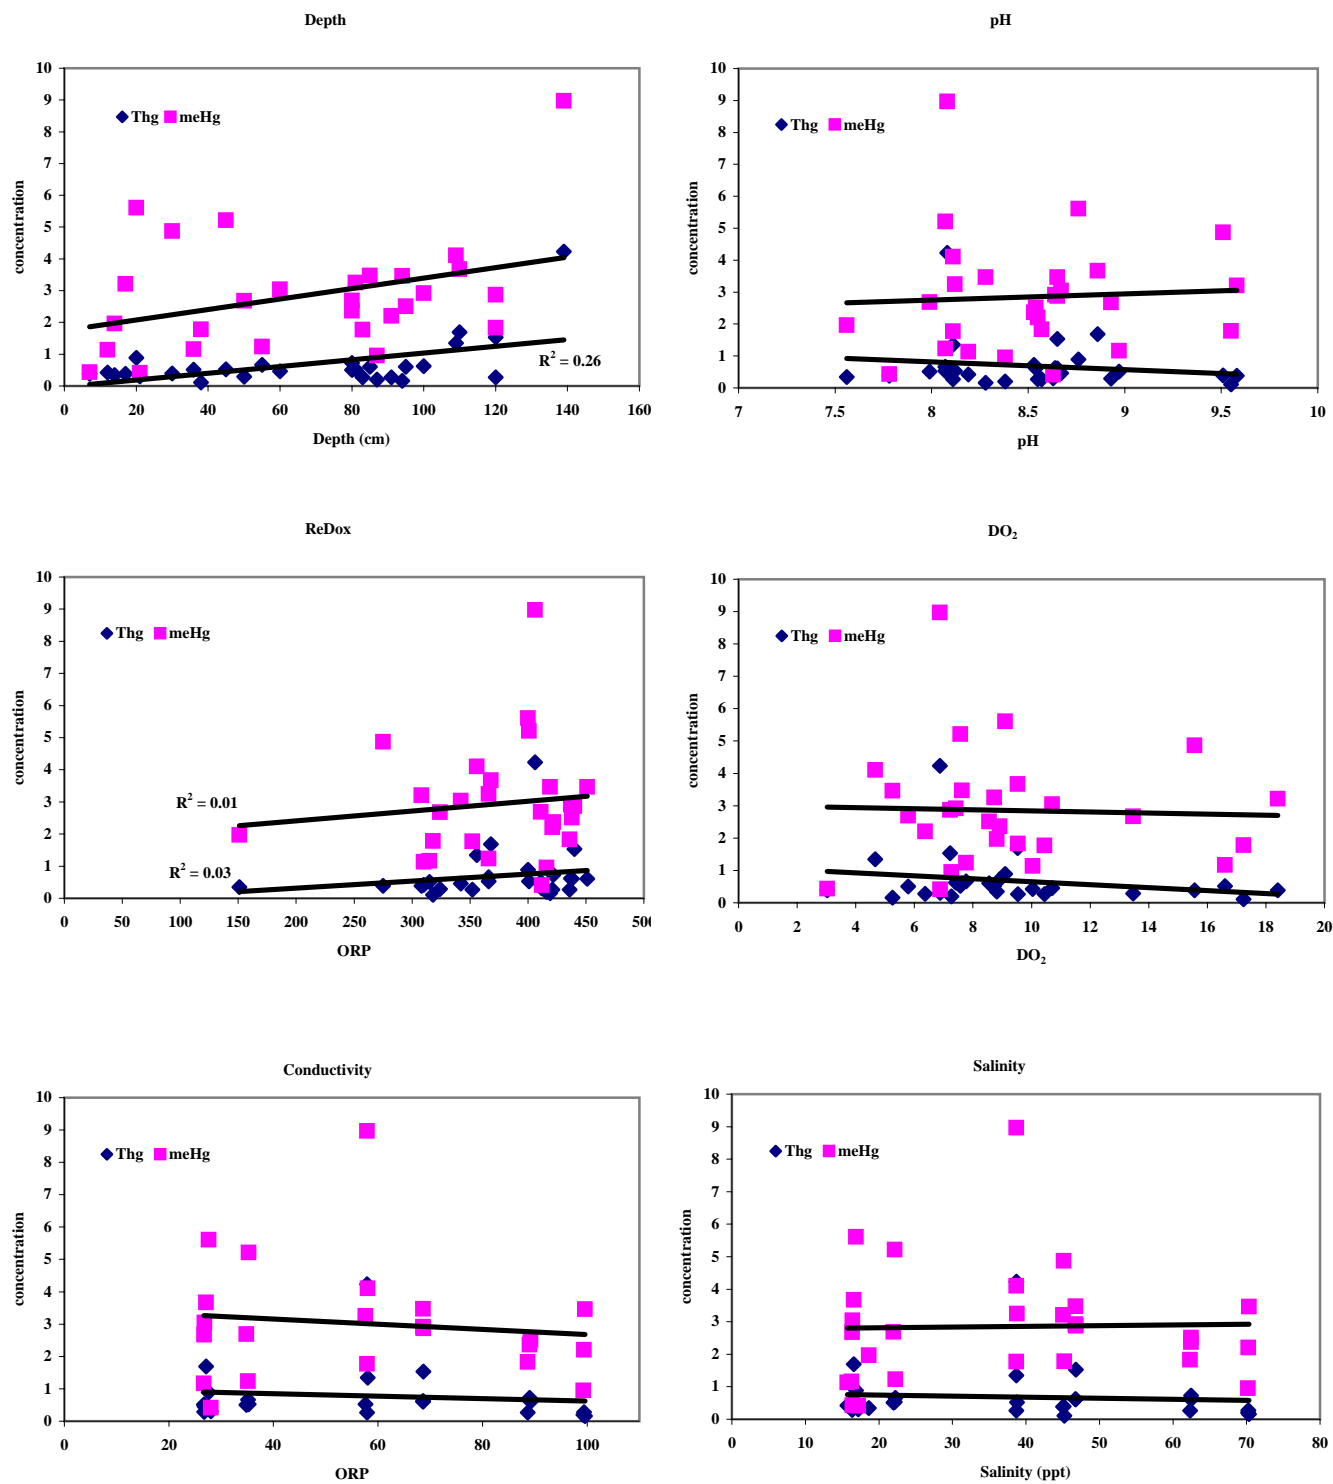 Depth
10
9
8
7
6
5
4
3
2
1
0
concentration
Thg meHg
R² = 0.26
0 20 40 60 80 100 120 140 160
Depth (cm)
pH
10
9
8
7
6
5
4
3
2
1
0
concentration
Thg meHg
7 7.5 8 8.5 9 9.5 10
pH
ReDox
10
9
8
7
6
5
4
3
2
1
0
concentration
Thg meHg
R² = 0.01
R² = 0.03
0 50 100 150 200 250 300 350 400 450 500
ORP
DO₂
10
9
8
7
6
5
4
3
2
1
0
concentration
Thg meHg
0 2 4 6 8 10 12 14 16 18 20
DO₂
Conductivity
10
9
8
7
6
5
4
3
2
1
0
concentration
Thg meHg
0 20 40 60 80 100
ORP
Salinity
10
9
8
7
6
5
4
3
2
1
0
concentration
Thg meHg
0 10 20 30 40 50 60 70 80
Salinity (ppt)